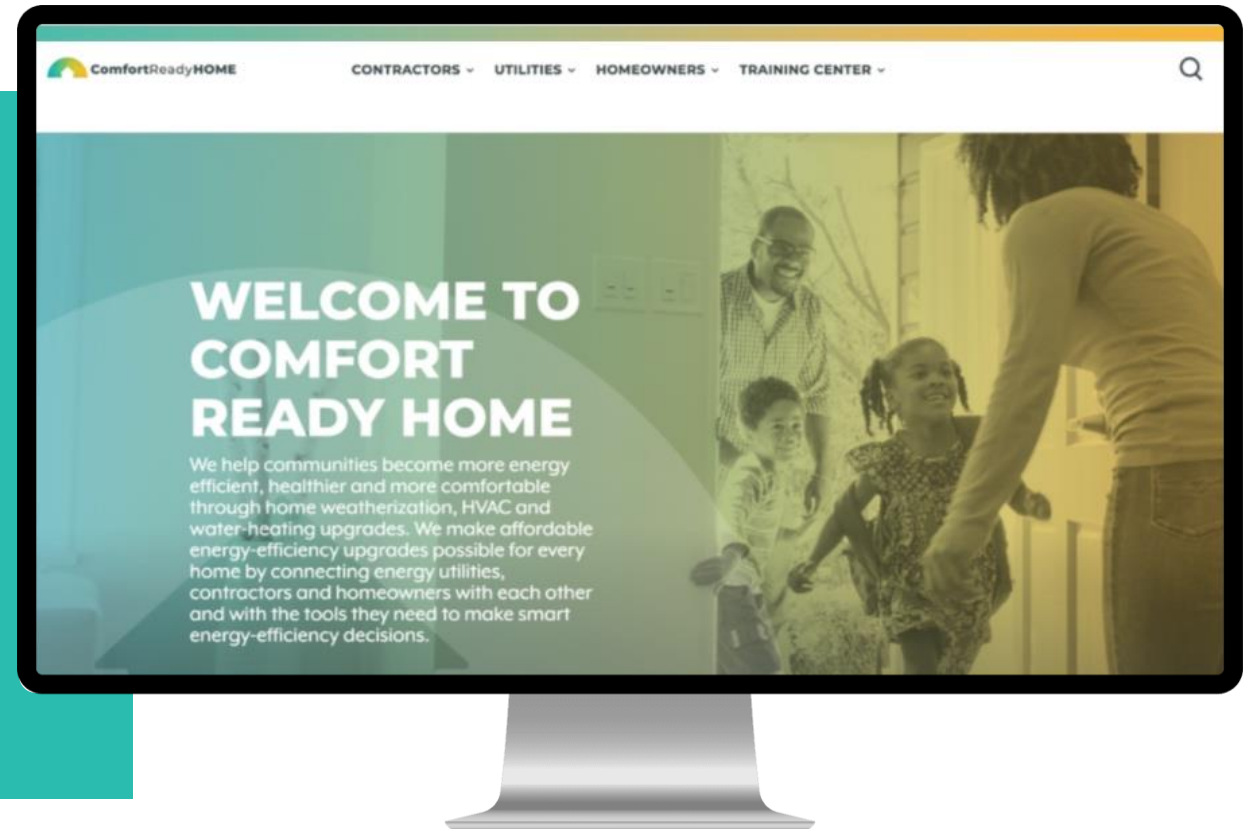 ComfortReadyHOME
CONTRACTORS UTILITIES HOMEOWNERS TRAINING CENTER
WELCOME TO
COMFORT
READY HOME
We help communities become more energy
efficient, healthier and more comfortable
through home weatherization, HVAC and
water-heating upgrades. We make affordable
energy-efficiency upgrades possible for every
home by connecting energy utilities,
contractors and homeowners with each other
and with the tools they need to make smart
energy-efficiency decisions.